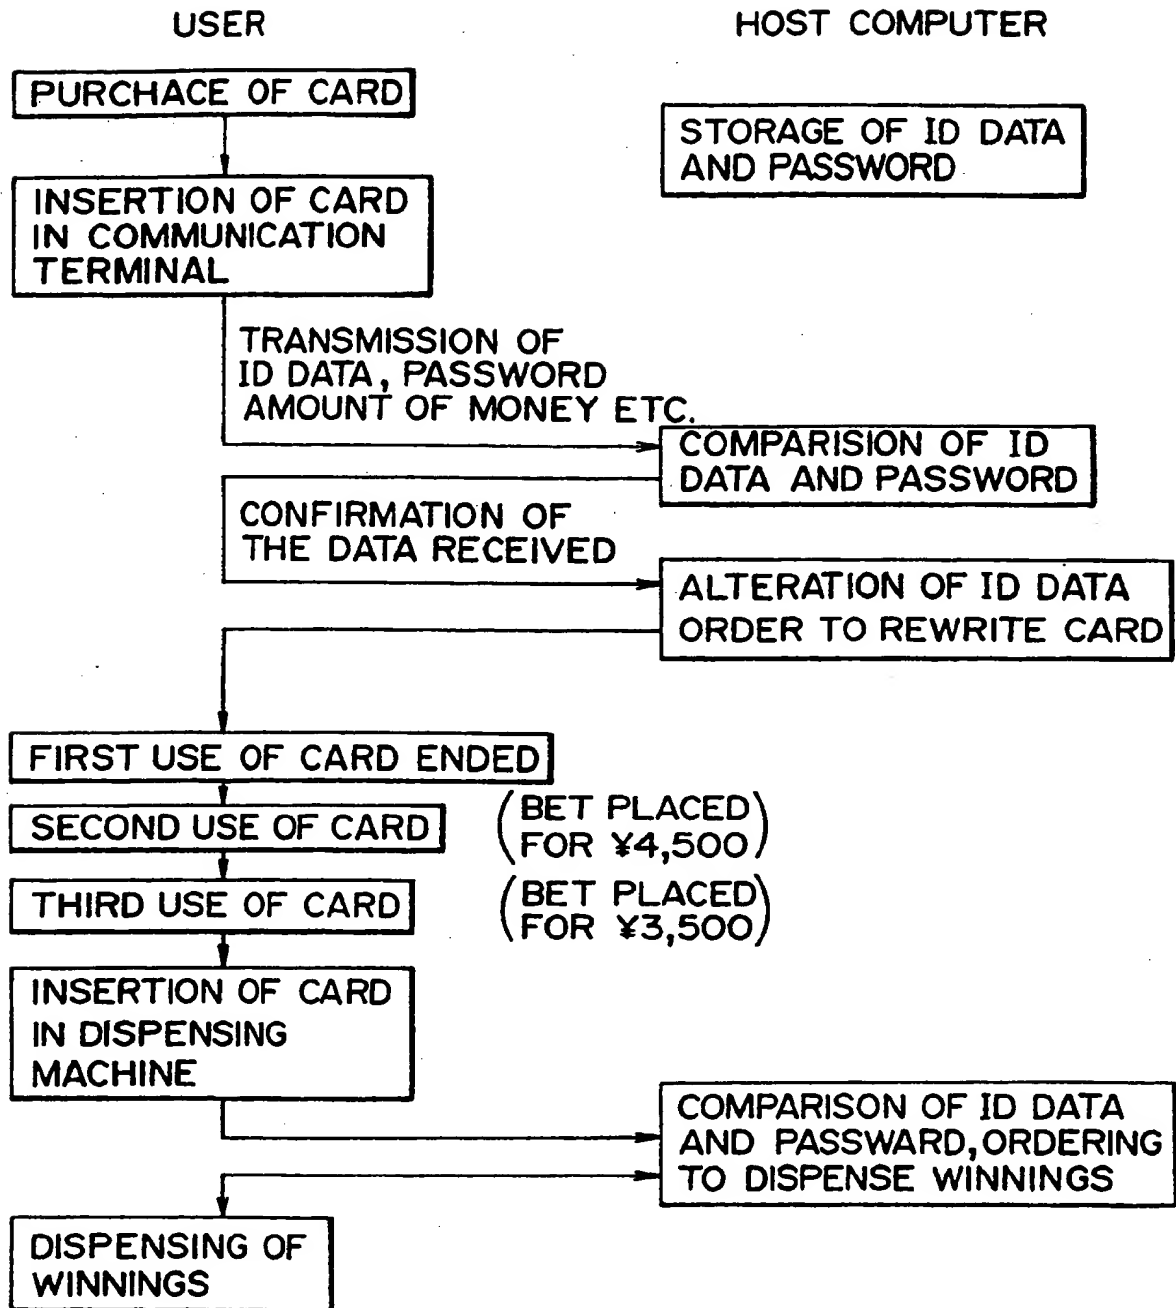 USER
HOST COMPUTER
PURCHACE OF CARD
STORAGE OF ID DATA
AND PASSWORD
INSERTION OF CARD
IN COMMUNICATION
TERMINAL
TRANSMISSION OF
ID DATA, PASSWORD
AMOUNT OF MONEY ETC.
COMPARISION OF ID
DATA AND PASSWORD
CONFIRMATION OF
THE DATA RECEIVED
ALTERATION OF ID DATA
ORDER TO REWRITE CARD
FIRST USE OF CARD ENDED
SECOND USE OF CARD
(BET PLACED
FOR ¥4,500)
THIRD USE OF CARD
(BET PLACED
FOR ¥3,500)
INSERTION OF CARD
IN DISPENSING
MACHINE
COMPARISON OF ID DATA
AND PASSWARD, ORDERING
TO DISPENSE WINNINGS
DISPENSING OF
WINNINGS